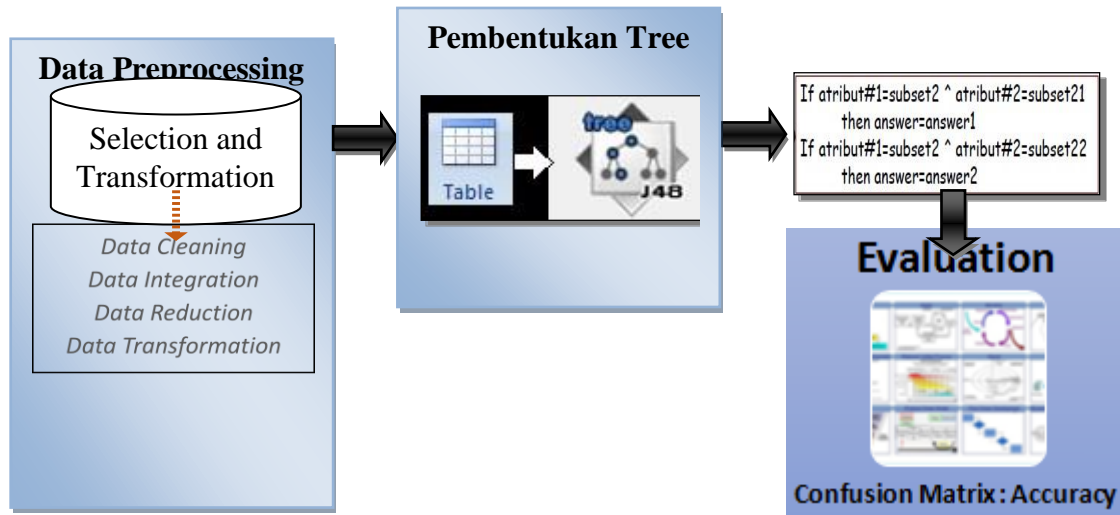 Data Preprocessing
Selection and
Transformation
Data Cleaning
Data Integration
Data Reduction
Data Transformation
Pembentukan Tree
Table
tree
J48
If atribut#1=subset2 ^ atribut#2=subset21
then answer=answer1
If atribut#1=subset2 ^ atribut#2=subset22
then answer=answer2
Evaluation
Confusion Matrix : Accuracy